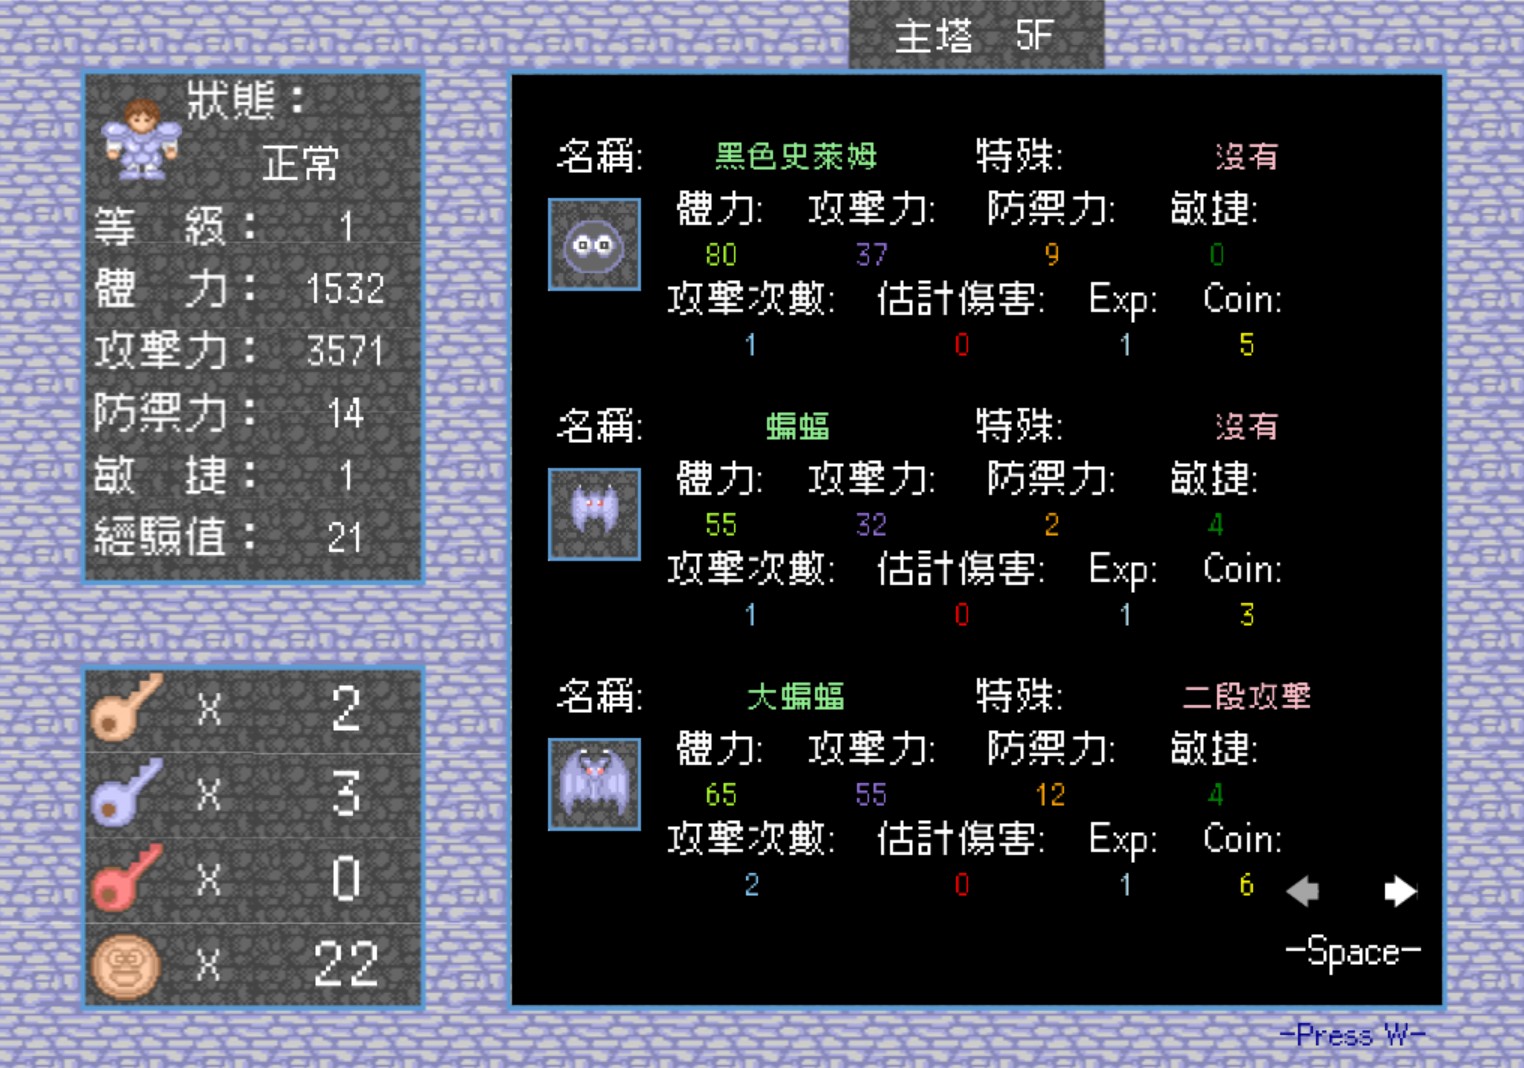 主塔 5F
狀態：
正常
等 級： 1
體 力： 1532
攻擊力： 3571
防禦力： 14
敏 捷： 1
經驗值： 21
X 2
X 3
X 0
X 22
名稱: 黑色史萊姆 特殊: 沒有
體力: 攻擊力: 防禦力: 敏捷:
80 37 9 0
攻擊次數: 估計傷害: Exp: Coin:
1 0 1 5
名稱: 蝙蝠 特殊: 沒有
體力: 攻擊力: 防禦力: 敏捷:
55 32 2 4
攻擊次數: 估計傷害: Exp: Coin:
1 0 1 3
名稱: 大蝙蝠 特殊: 二段攻擊
體力: 攻擊力: 防禦力: 敏捷:
65 55 12 4
攻擊次數: 估計傷害: Exp: Coin:
2 0 1 6
-Space-
-Press W-